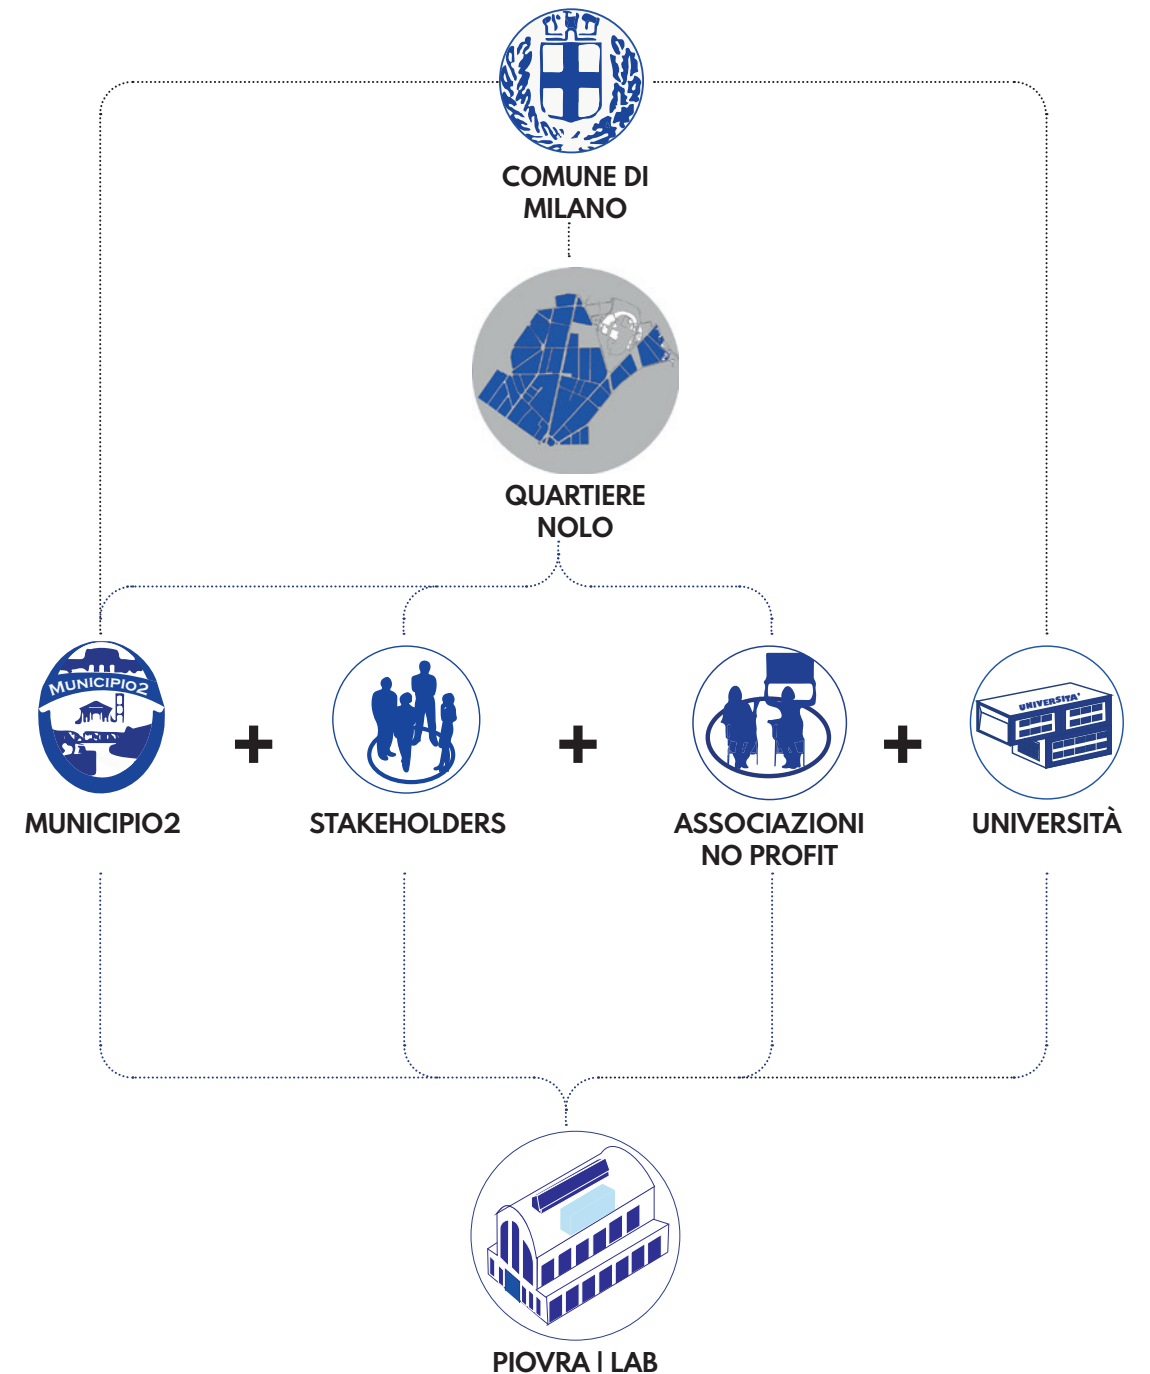 COMUNE DI
MILANO
QUARTIERE
NOLO
MUNICIPIO2
UNIVERSITA'
+
+
+
MUNICIPIO2
STAKEHOLDERS
ASSOCIAZIONI
NO PROFIT
UNIVERSITÀ
PIOVRA | LAB